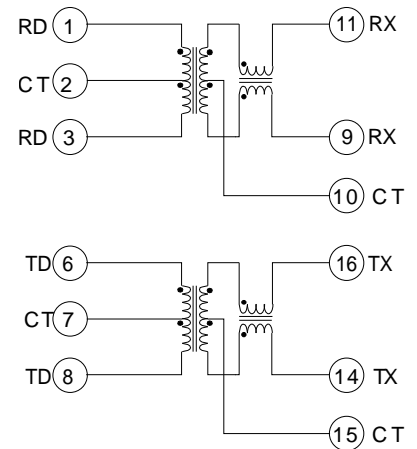 RD 1
11 RX
CT 2
RD 3
9 RX
10 CT
TD 6
16 TX
CT 7
TD 8
14 TX
15 CT